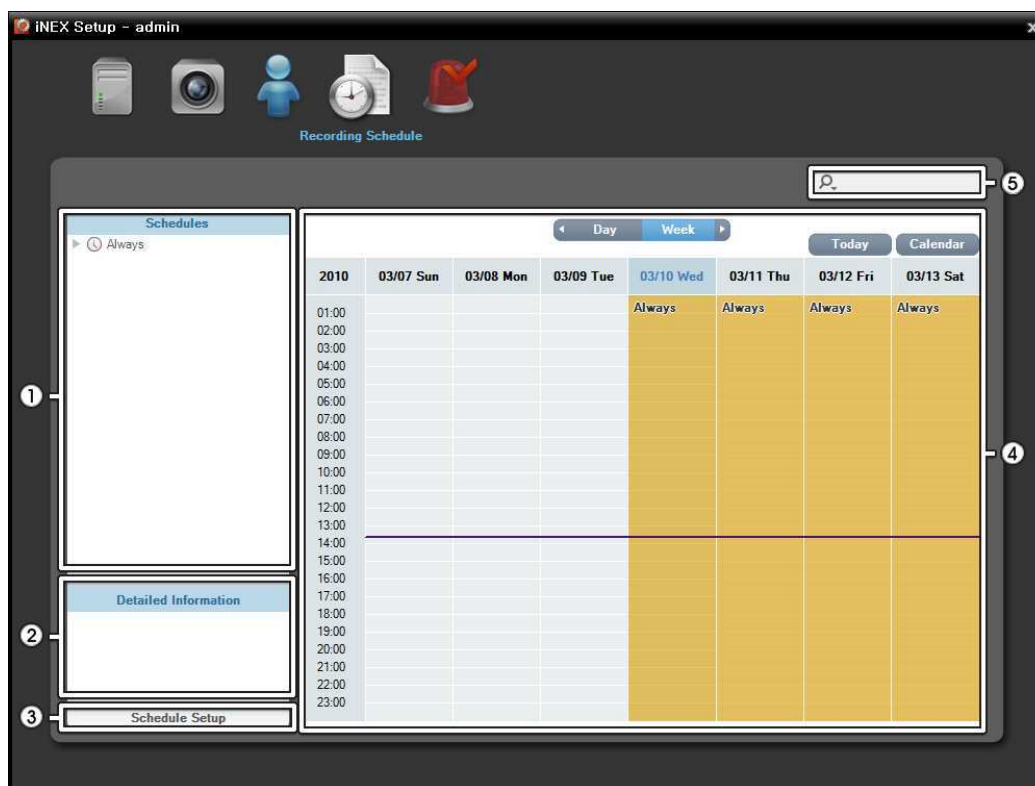 iNEX Setup - admin
x
Recording Schedule
5
Schedules
Always
Day Week
Today Calendar
2010 03/07 Sun 03/08 Mon 03/09 Tue 03/10 Wed 03/11 Thu 03/12 Fri 03/13 Sat
Always Always Always Always
01:00
02:00
03:00
04:00
05:00
06:00
07:00
08:00
09:00
10:00
11:00
12:00
13:00
14:00
15:00
16:00
17:00
18:00
19:00
20:00
21:00
22:00
23:00
1
4
Detailed Information
2
3
Schedule Setup